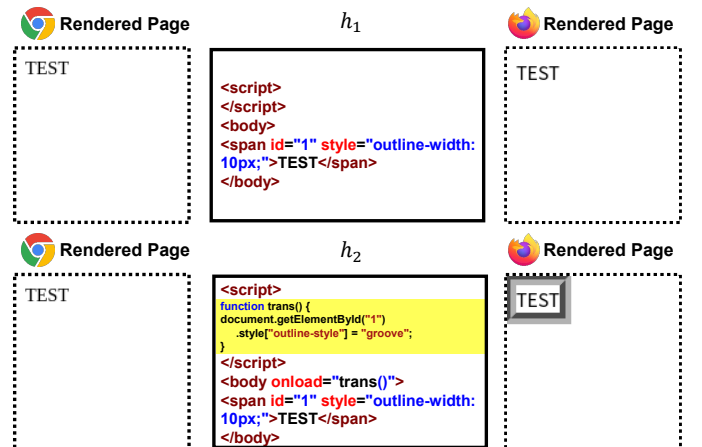 Rendered Page
h₁
Rendered Page
TEST
<script>
</script>
<body>
<span id="1" style="outline-width:
10px;">TEST</span>
</body>
TEST
Rendered Page
h₂
Rendered Page
TEST
<script>
function trans() {
document.getElementById("1")
.style["outline-style"] = "groove";
}
</script>
<body onload="trans()">
<span id="1" style="outline-width:
10px;">TEST</span>
</body>
TEST